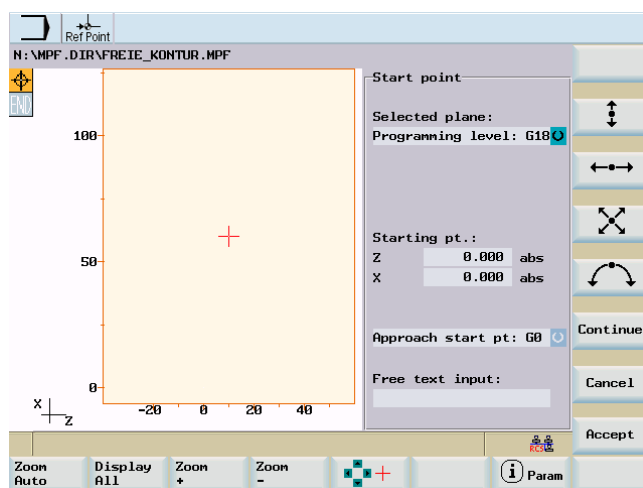 Ref Point
N:\MPF.DIR\FREIE_KONTUR.MPF
END
100
50
0
-20 0 20 40
X
Z
Start point
Selected plane:
Programming level: G18
Starting pt.:
Z 0.000 abs
X 0.000 abs
Approach start pt: G0
Free text input:
Continue
Cancel
Accept
RCS
Zoom Auto
Display All
Zoom +
Zoom -
i Param